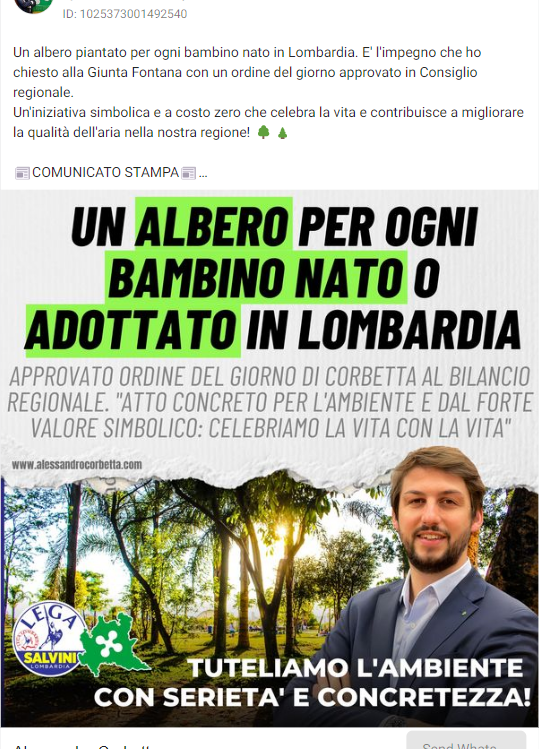 ID: 1025373001492540
Un albero piantato per ogni bambino nato in Lombardia. E' l'impegno che ho
chiesto alla Giunta Fontana con un ordine del giorno approvato in Consiglio
regionale.
Un'iniziativa simbolica e a costo zero che celebra la vita e contribuisce a migliorare
la qualità dell'aria nella nostra regione! 🌳🌲
📰COMUNICATO STAMPA📰...
UN ALBERO PER OGNI
BAMBINO NATO O
ADOTTATO IN LOMBARDIA
APPROVATO ORDINE DEL GIORNO DI CORBETTA AL BILANCIO
REGIONALE. "ATTO CONCRETO PER L'AMBIENTE E DAL FORTE
VALORE SIMBOLICO: CELEBRIAMO LA VITA CON LA VITA"
www.alessandrocorbetta.com
LEGA
SALVINI
LOMBARDIA
TUTELIAMO L'AMBIENTE
CON SERIETA' E CONCRETEZZA!